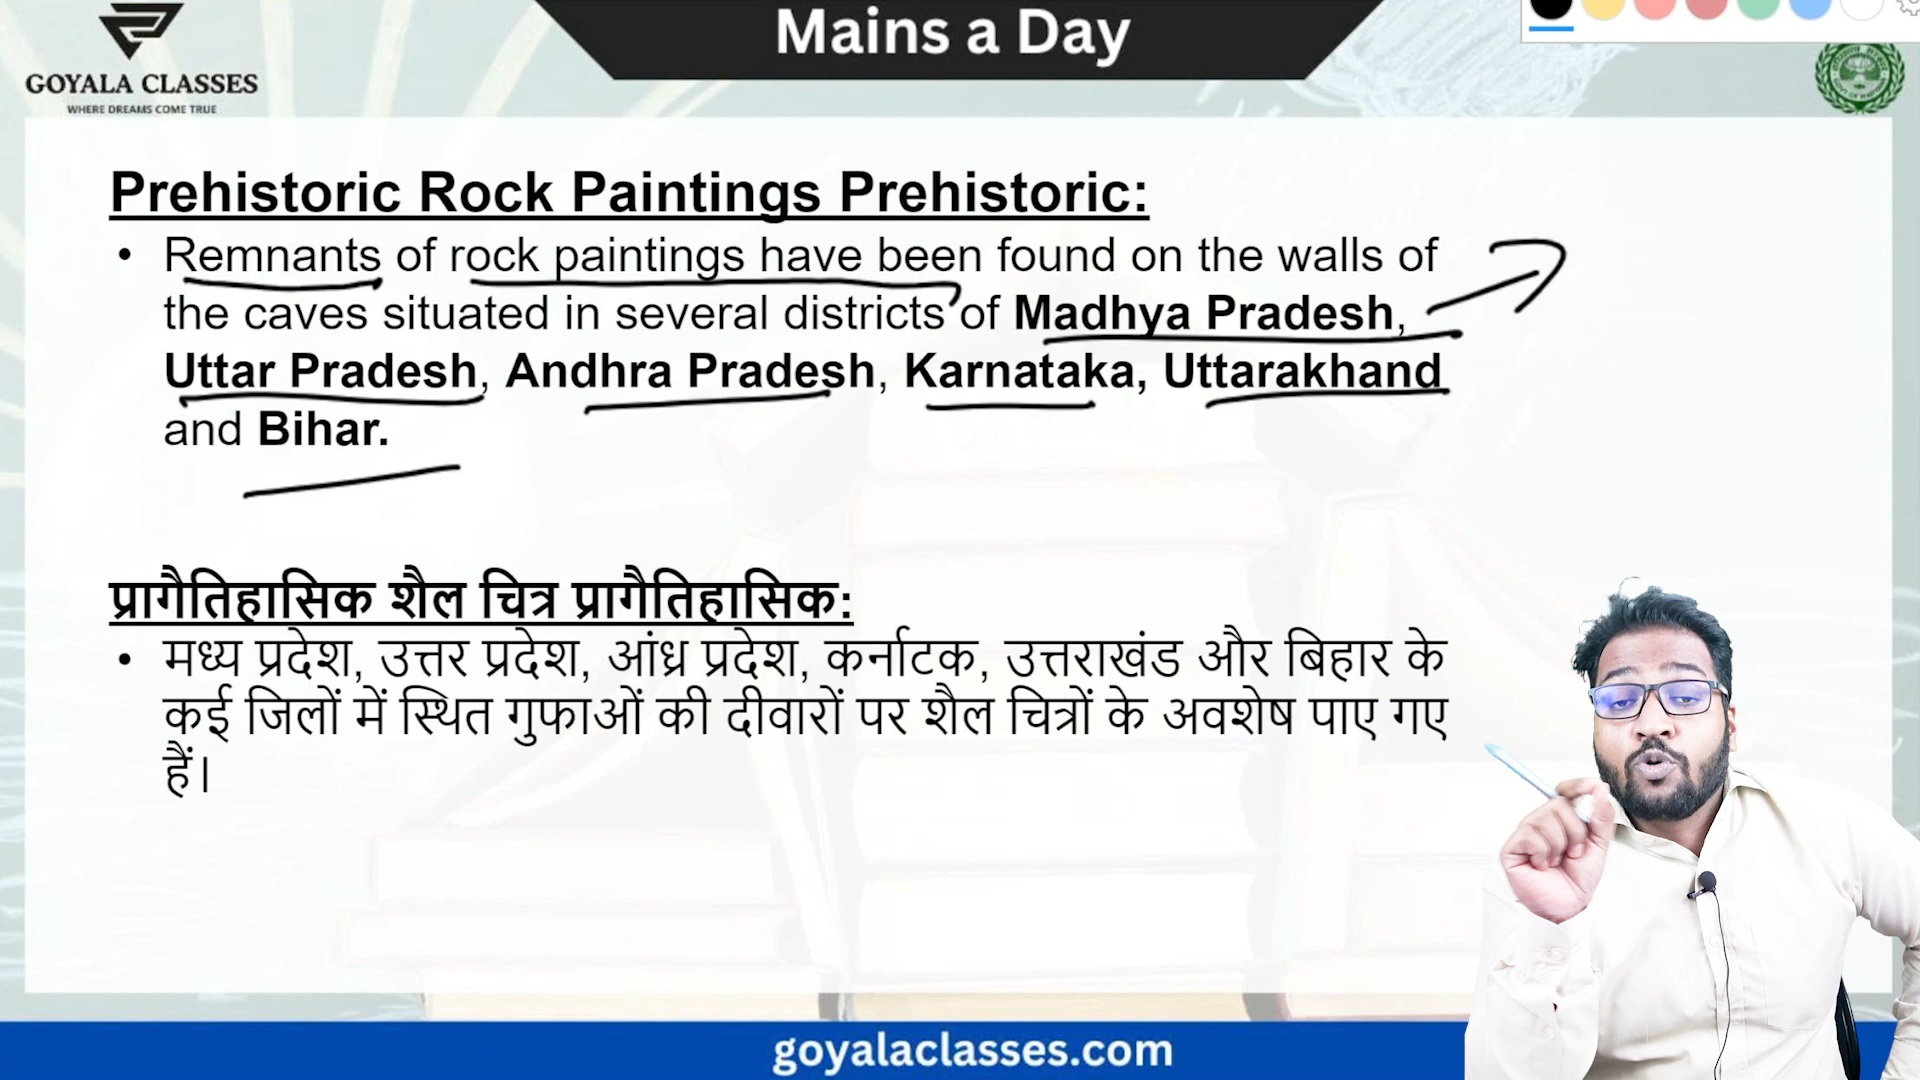 Mains a Day
GOYALA CLASSES
WHERE DREAMS COME TRUE
Prehistoric Rock Paintings Prehistoric:
• Remnants of rock paintings have been found on the walls of
the caves situated in several districts of Madhya Pradesh,
Uttar Pradesh, Andhra Pradesh, Karnataka, Uttarakhand
and Bihar.
प्रागैतिहासिक शैल चित्र प्रागैतिहासिक:
• मध्य प्रदेश, उत्तर प्रदेश, आंध्र प्रदेश, कर्नाटक, उत्तराखंड और बिहार के
कई जिलों में स्थित गुफाओं की दीवारों पर शैल चित्रों के अवशेष पाए गए
हैं।
goyalaclasses.com